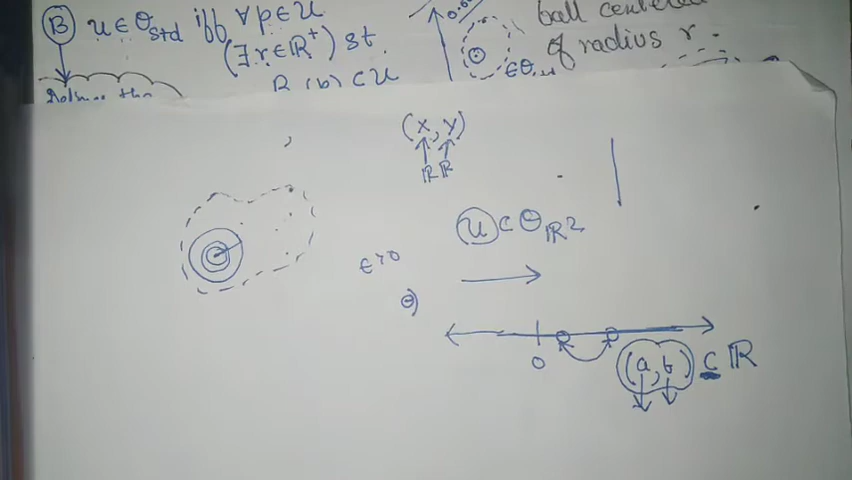 B u ∈ Θstd iff ∀p∈U
(∃r∈ℝ⁺) st
ball centered
of radius r.
(X, Y)
ℝ ℝ
U ⊂ Θℝ²
∈>0
0
(a, b) ⊂ ℝ